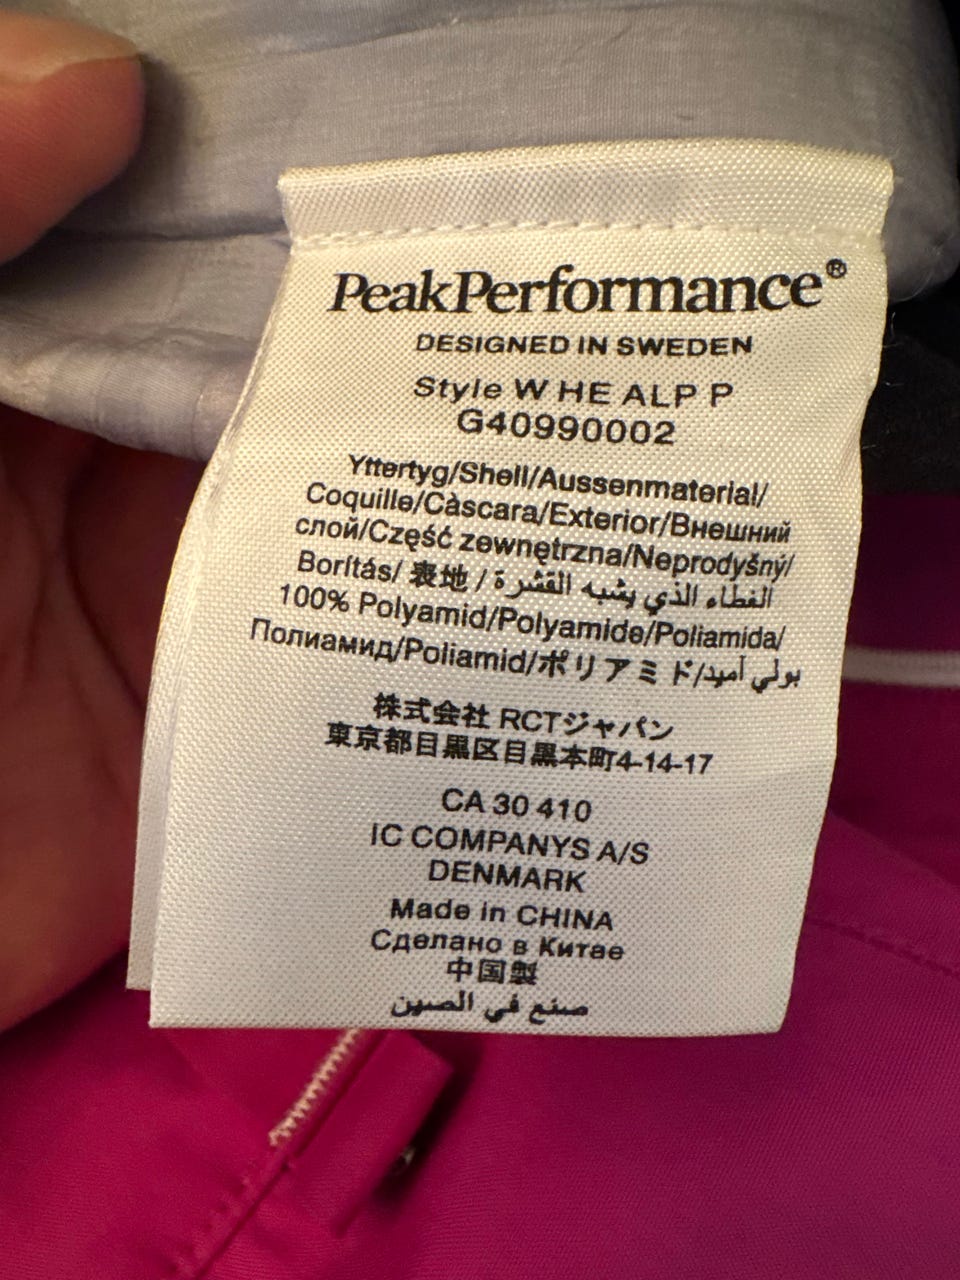 PeakPerformance®
DESIGNED IN SWEDEN
Style W HE ALP P
G40990002
Yttertyg/Shell/Aussenmaterial/
Coquille/Càscara/Exterior/Внешний
слой/Część zewnętrzna/Neprodyšný/
Borítás/ 表地 / الغطاء الذي يشبه القشرة
100% Polyamid/Polyamide/Poliamida/
Полиамид/Poliamid/ポリアミド/بولي أميد
株式会社 RCTジャパン
東京都目黒区目黒本町4-14-17
CA 30 410
IC COMPANYS A/S
DENMARK
Made in CHINA
Сделано в Китае
中国製
صنع في الصين